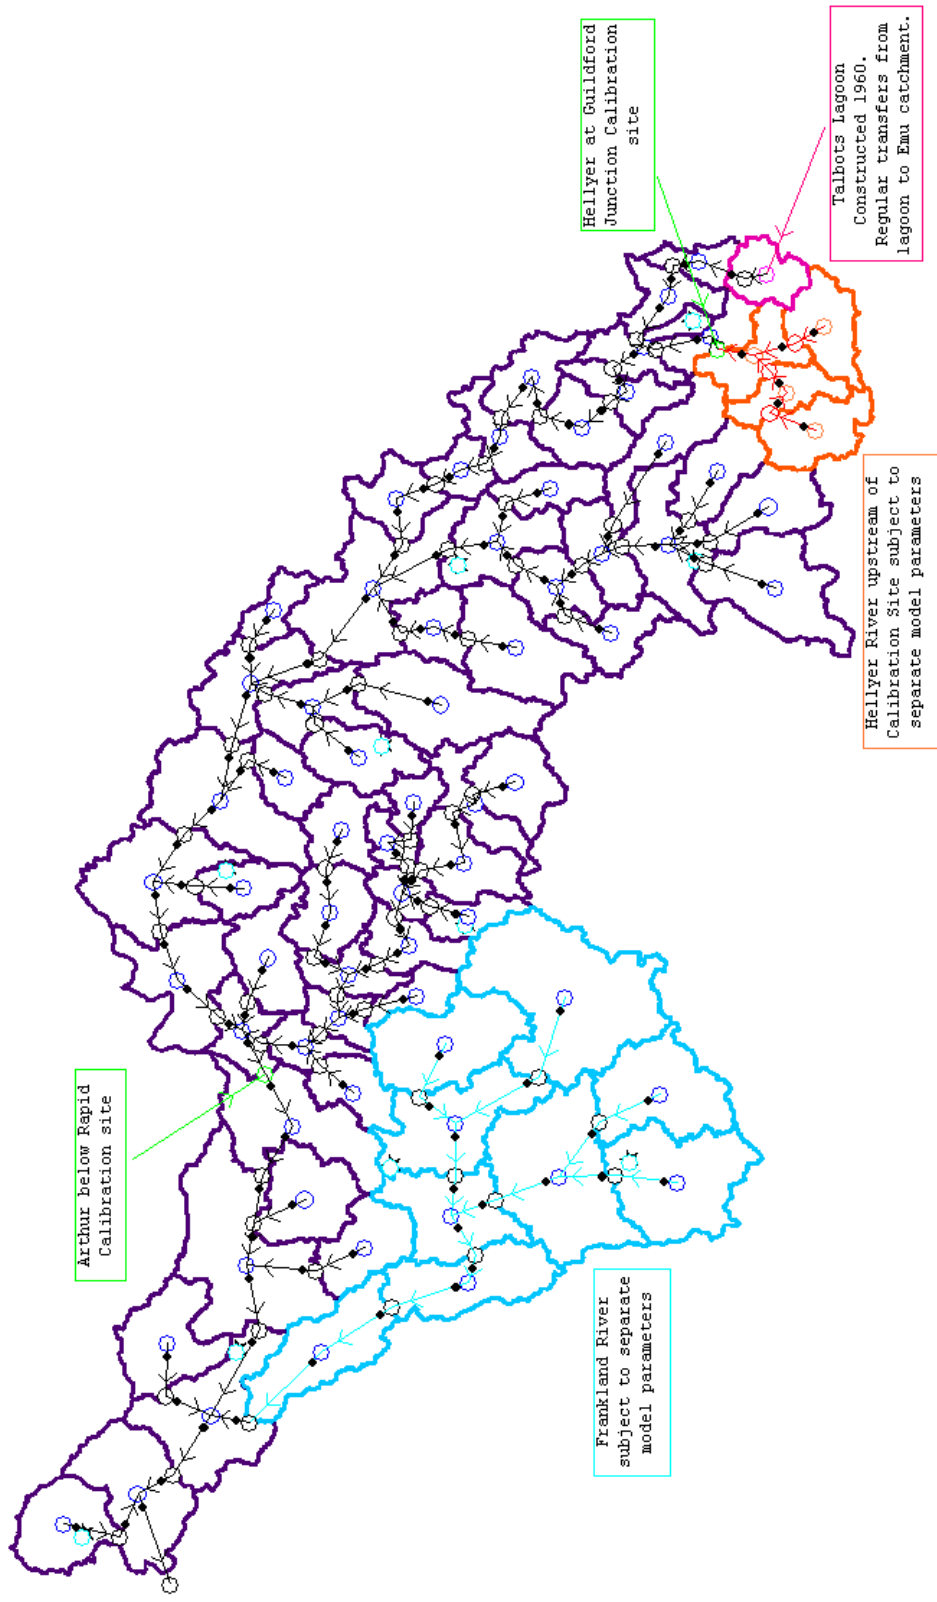 Arthur below Rapid
Calibration site
Frankland River
subject to separate
model parameters
Hellyer River upstream of
Calibration Site subject to
separate model parameters
Hellyer at Guildford
Junction Calibration
site
Talbots Lagoon
Constructed 1960.
Regular transfers from
lagoon to Emu catchment.